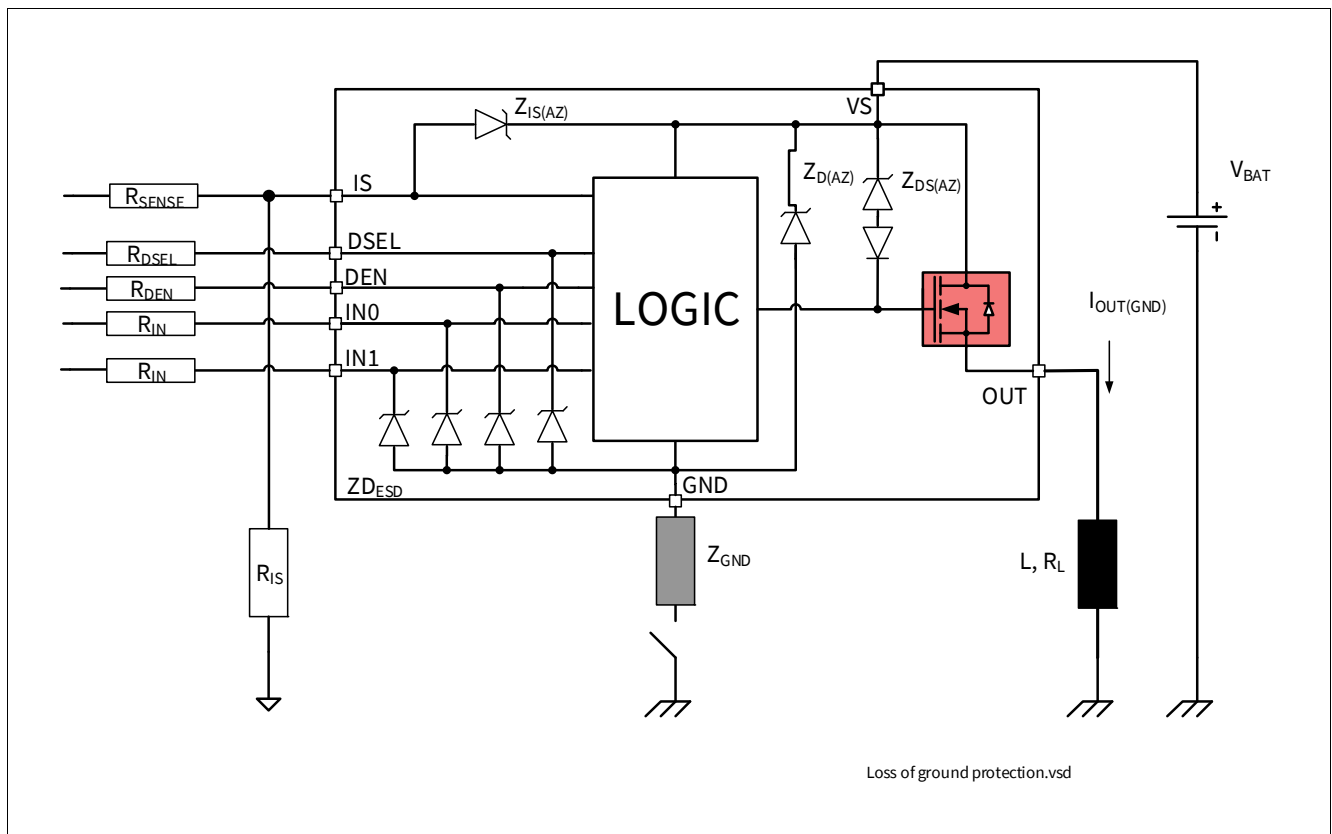 Z_IS(AZ)
VS
V_BAT
Z_D(AZ)
Z_DS(AZ)
+
-
R_SENSE
IS
R_DSEL
DSEL
R_DEN
DEN
R_IN
IN0
R_IN
IN1
LOGIC
I_OUT(GND)
OUT
ZD_ESD
GND
Z_GND
R_IS
L, R_L
Loss of ground protection.vsd